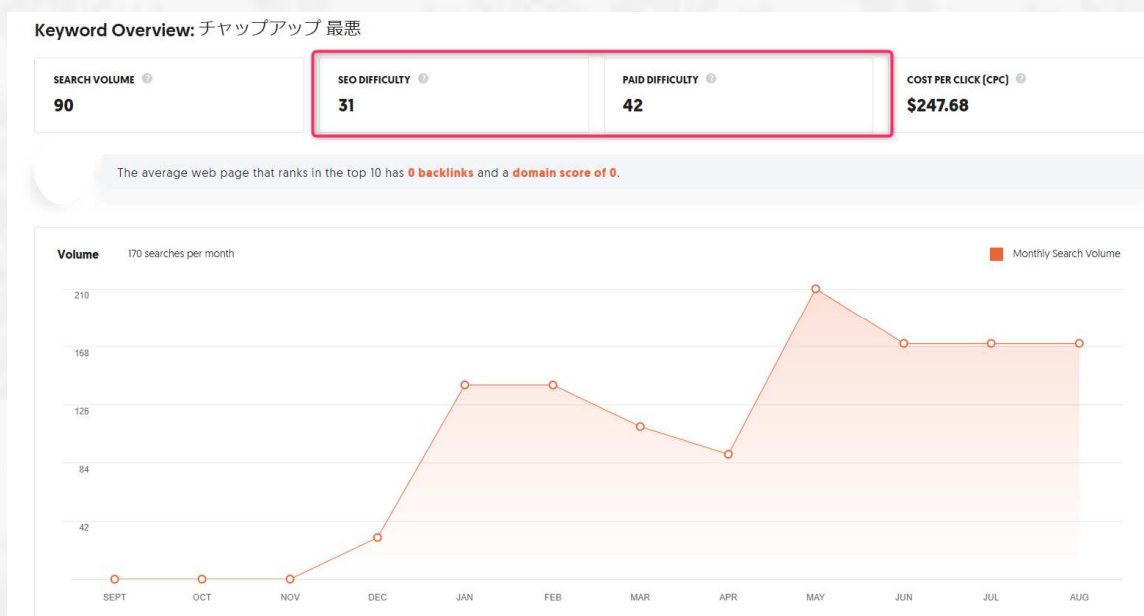 Keyword Overview: チャップアップ 最悪
SEARCH VOLUME ?
90
SEO DIFFICULTY ?
31
PAID DIFFICULTY ?
42
COST PER CLICK (CPC) ?
$247.68
The average web page that ranks in the top 10 has 0 backlinks and a domain score of 0.
Volume 170 searches per month
Monthly Search Volume
210
168
126
84
42
SEPT OCT NOV DEC JAN FEB MAR APR MAY JUN JUL AUG